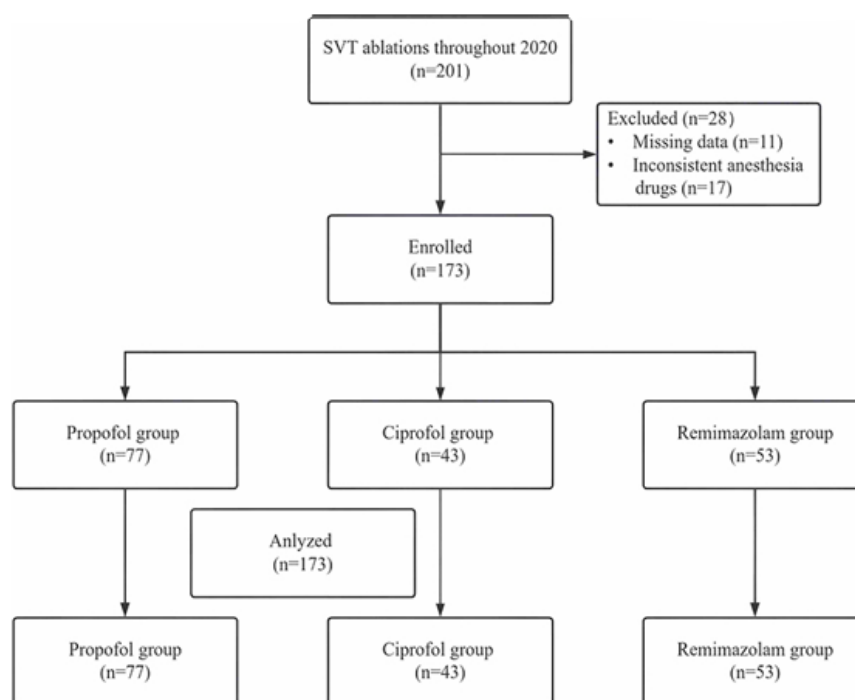 SVT ablations throughout 2020
(n=201)
Excluded (n=28)
• Missing data (n=11)
• Inconsistent anesthesia
drugs (n=17)
Enrolled
(n=173)
Propofol group
(n=77)
Ciprofol group
(n=43)
Remimazolam group
(n=53)
Anlyzed
(n=173)
Propofol group
(n=77)
Ciprofol group
(n=43)
Remimazolam group
(n=53)